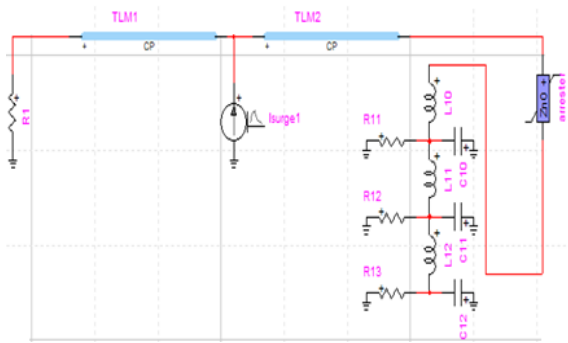 TLM1
TLM2
+
CP
+
CP
+
R1
+
Isurge1
+
L10
ZnO +
arrester
R11
+
+
C10
+
L11
R12
+
+
C11
+
L12
R13
+
+
C12